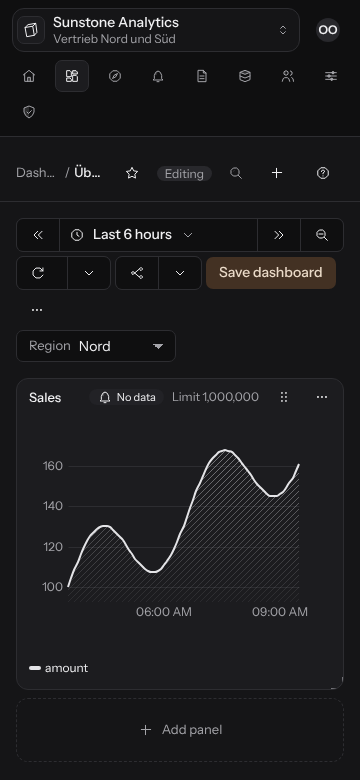 Sunstone Analytics
Vertrieb Nord und Süd
OO
Dash... / Üb...
Editing
Last 6 hours
Save dashboard
Region Nord
Sales No data Limit 1,000,000
160
140
120
100
06:00 AM 09:00 AM
amount
Add panel